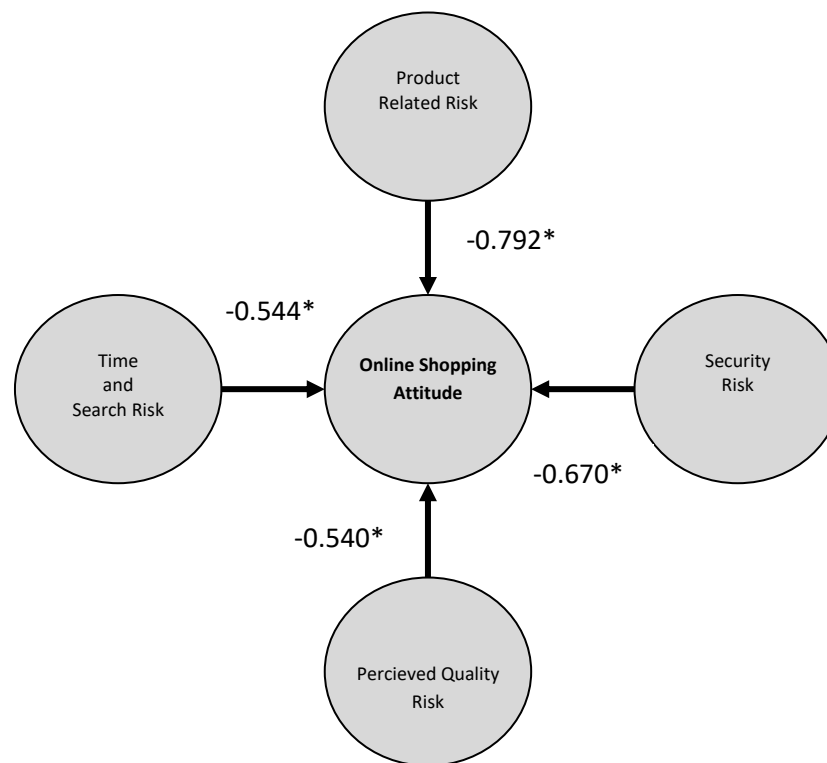 Product
Related Risk
-0.792*
-0.544*
Time
and
Search Risk
Online Shopping
Attitude
Security
Risk
-0.670*
-0.540*
Percieved Quality
Risk